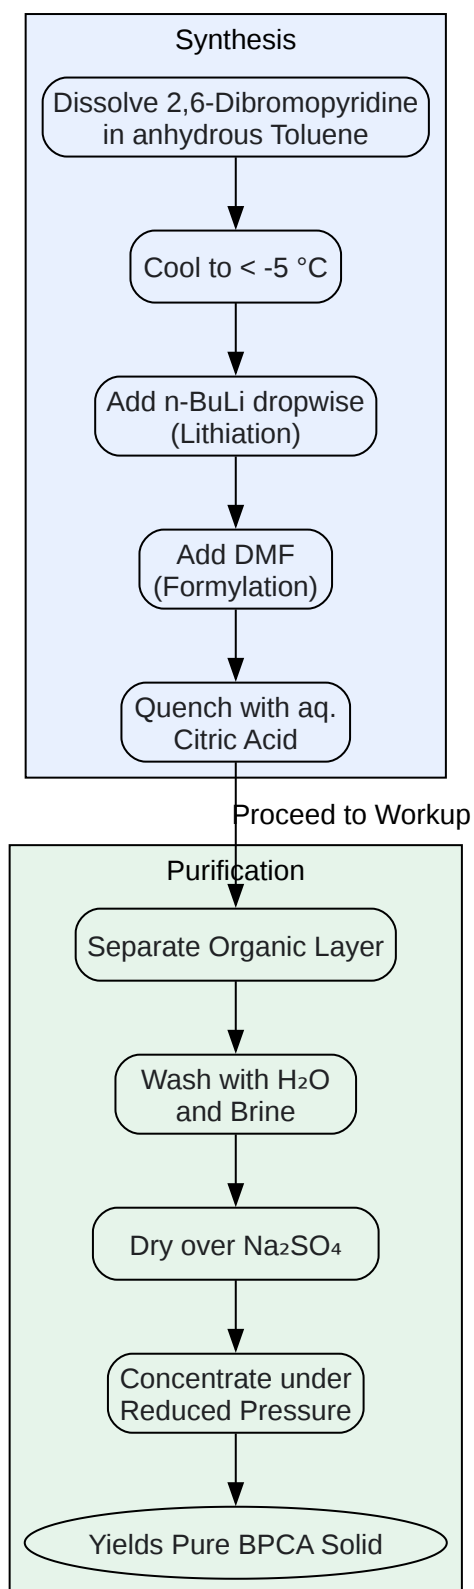 Synthesis
Dissolve 2,6-Dibromopyridine
in anhydrous Toluene
Cool to < -5 °C
Add n-BuLi dropwise
(Lithiation)
Add DMF
(Formylation)
Quench with aq.
Citric Acid
Proceed to Workup
Purification
Separate Organic Layer
Wash with H₂O
and Brine
Dry over Na₂SO₄
Concentrate under
Reduced Pressure
Yields Pure BPCA Solid